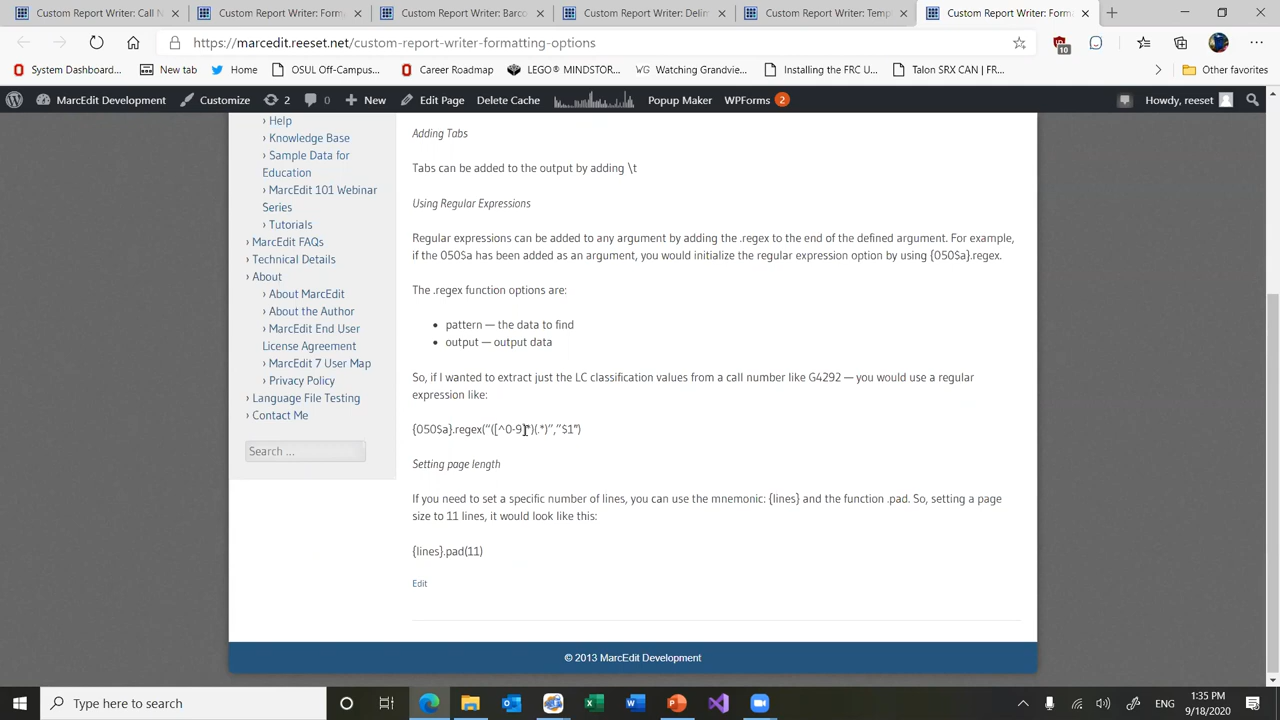 Custom Report Writer: Call N
Custom Report Writer: Formy
Custom Report Writer: Barco
Custom Report Writer: Delim
Custom Report Writer: Temp
Custom Report Writer: Forma
https://marcedit.reeset.net/custom-report-writer-formatting-options
10
System Dashboard...
New tab
Home
OSUL Off-Campus...
Career Roadmap
LEGO® MINDSTOR...
WG Watching Grandvie...
Installing the FRC U...
Talon SRX CAN | FR...
Other favorites
MarcEdit Development
Customize
2
0
New
Edit Page
Delete Cache
Popup Maker
WPForms 2
Howdy, reeset
› Help
› Knowledge Base
› Sample Data for
Education
› MarcEdit 101 Webinar
Series
› Tutorials
› MarcEdit FAQs
› Technical Details
› About
› About MarcEdit
› About the Author
› MarcEdit End User
License Agreement
› MarcEdit 7 User Map
› Privacy Policy
› Language File Testing
› Contact Me
Search …
Adding Tabs
Tabs can be added to the output by adding \t
Using Regular Expressions
Regular expressions can be added to any argument by adding the .regex to the end of the defined argument. For example,
if the 050$a has been added as an argument, you would initialize the regular expression option by using {050$a}.regex.
The .regex function options are:
• pattern — the data to find
• output — output data
So, if I wanted to extract just the LC classification values from a call number like G4292 — you would use a regular
expression like:
{050$a}.regex(“([^0-9]*)(.*)”,”$1″)
Setting page length
If you need to set a specific number of lines, you can use the mnemonic: {lines} and the function .pad. So, setting a page
size to 11 lines, it would look like this:
{lines}.pad(11)
Edit
© 2013 MarcEdit Development
Type here to search
1:35 PM
9/18/2020